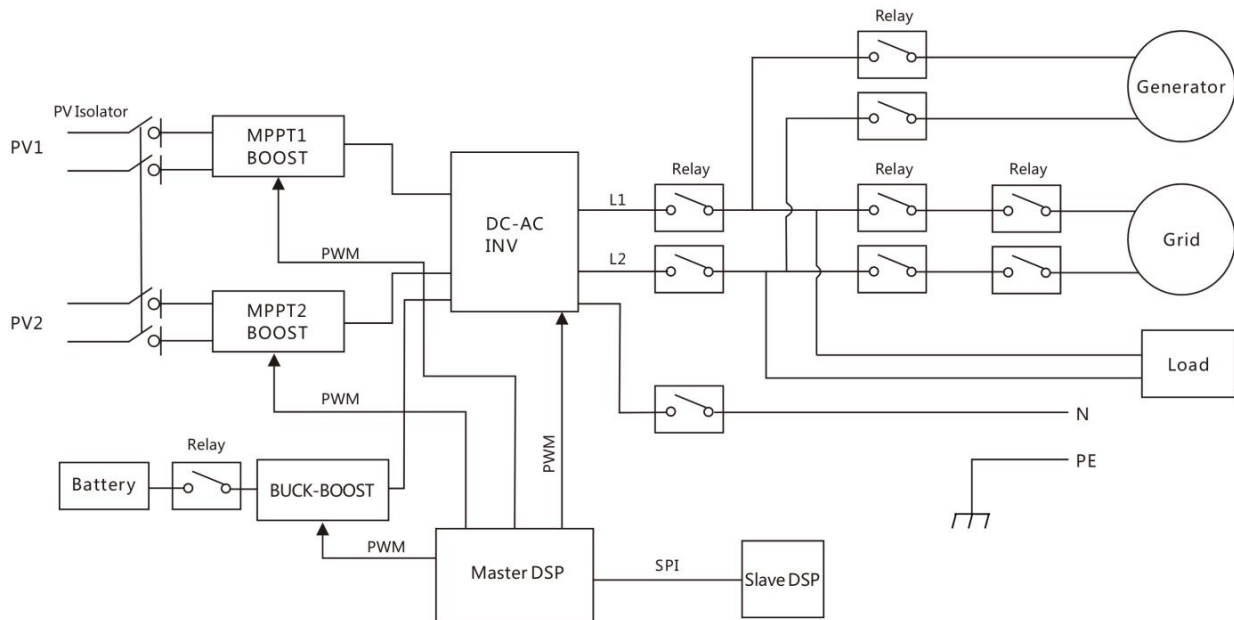 Relay
Generator
PV Isolator
PV1
MPPT1
BOOST
DC-AC
INV
L1
Relay
Relay
Relay
Grid
L2
PWM
PV2
MPPT2
BOOST
Load
PWM
N
Relay
PWM
PE
Battery
BUCK-BOOST
PWM
Master DSP
SPI
Slave DSP